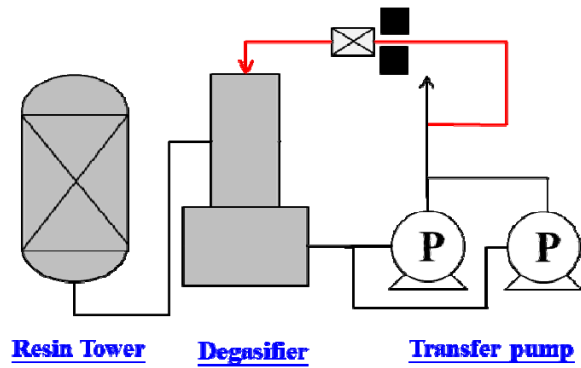 P
P
Resin Tower
Degasifier
Transfer pump